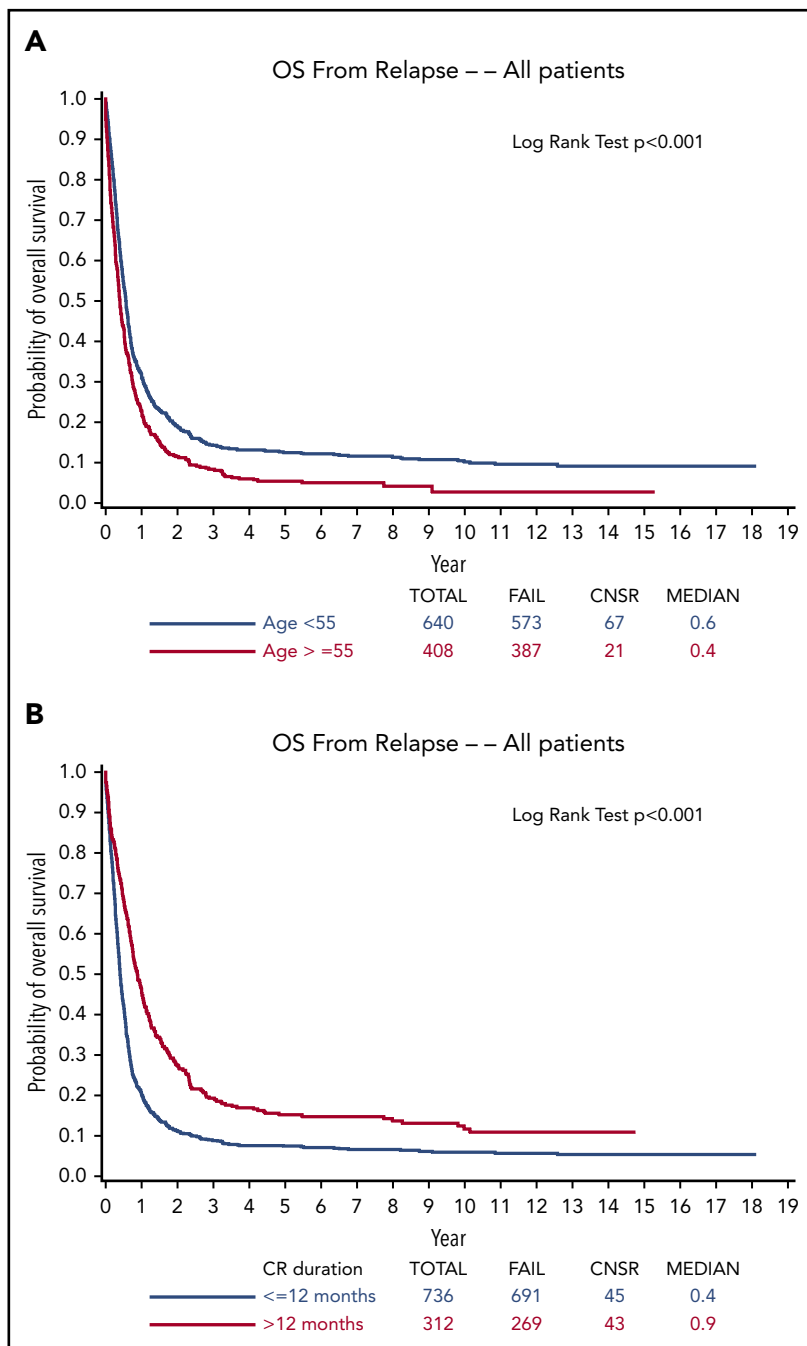 A
OS From Relapse – – All patients
Log Rank Test p<0.001
Probability of overall survival
1.0
0.9
0.8
0.7
0.6
0.5
0.4
0.3
0.2
0.1
0.0
0 1 2 3 4 5 6 7 8 9 10 11 12 13 14 15 16 17 18 19
Year
TOTAL FAIL CNSR MEDIAN
Age <55 640 573 67 0.6
Age > =55 408 387 21 0.4
B
OS From Relapse – – All patients
Log Rank Test p<0.001
Probability of overall survival
1.0
0.9
0.8
0.7
0.6
0.5
0.4
0.3
0.2
0.1
0.0
0 1 2 3 4 5 6 7 8 9 10 11 12 13 14 15 16 17 18 19
Year
CR duration TOTAL FAIL CNSR MEDIAN
<=12 months 736 691 45 0.4
>12 months 312 269 43 0.9